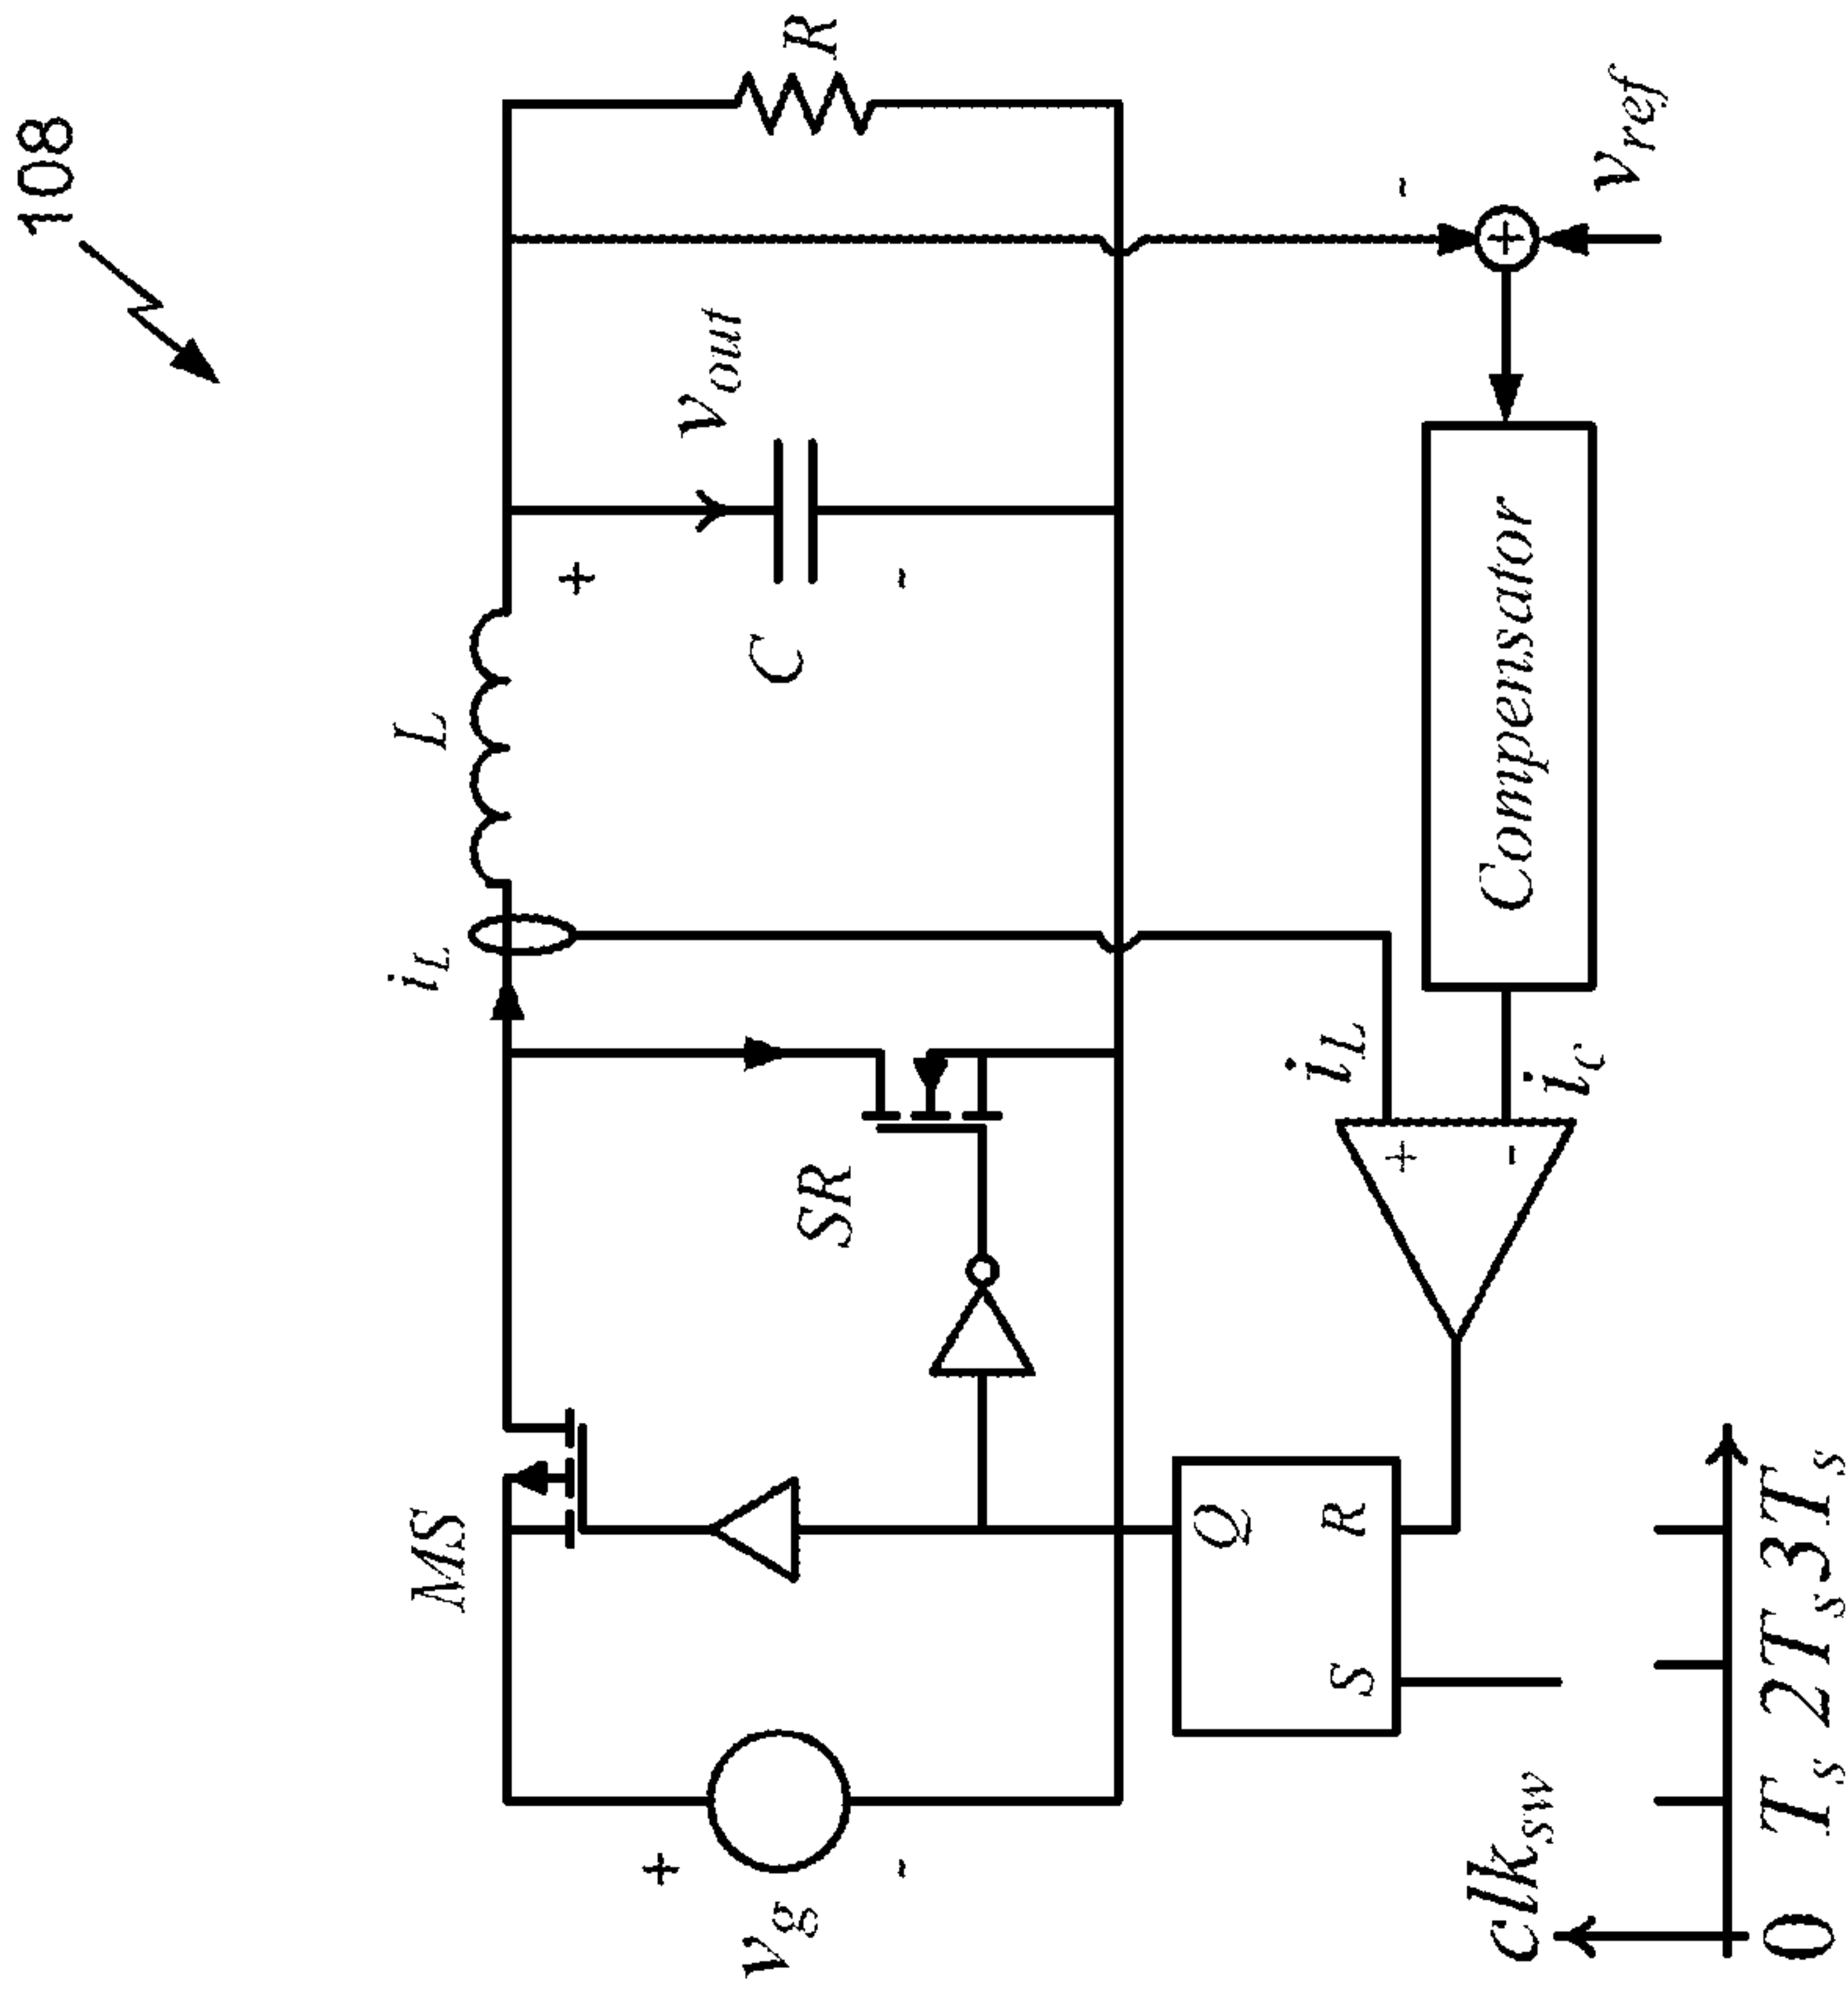 108
MS
i_L
L
v_g
+
-
SR
C
+
-
v_out
R
Q
S
R
+
-
i_L
i_c
Compensator
-
v_ref
clk_sw
0 T_s 2T_s 3T_s